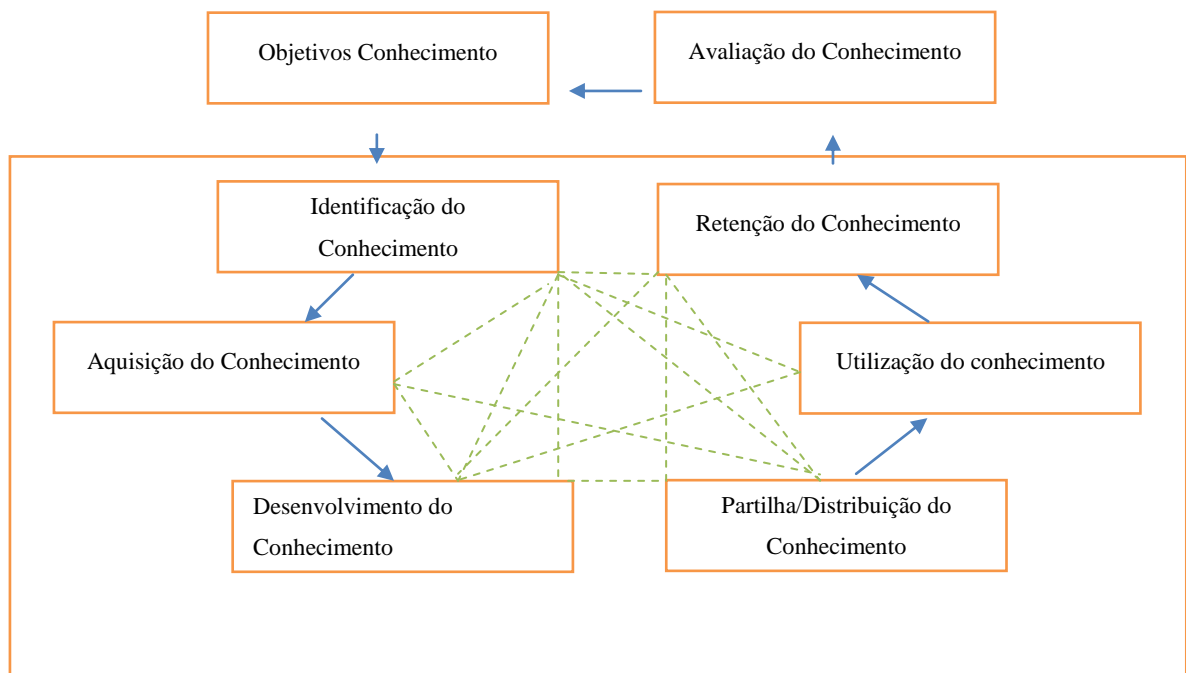 Objetivos Conhecimento
Avaliação do Conhecimento
Identificação do
Conhecimento
Retenção do Conhecimento
Aquisição do Conhecimento
Utilização do conhecimento
Desenvolvimento do
Conhecimento
Partilha/Distribuição do
Conhecimento